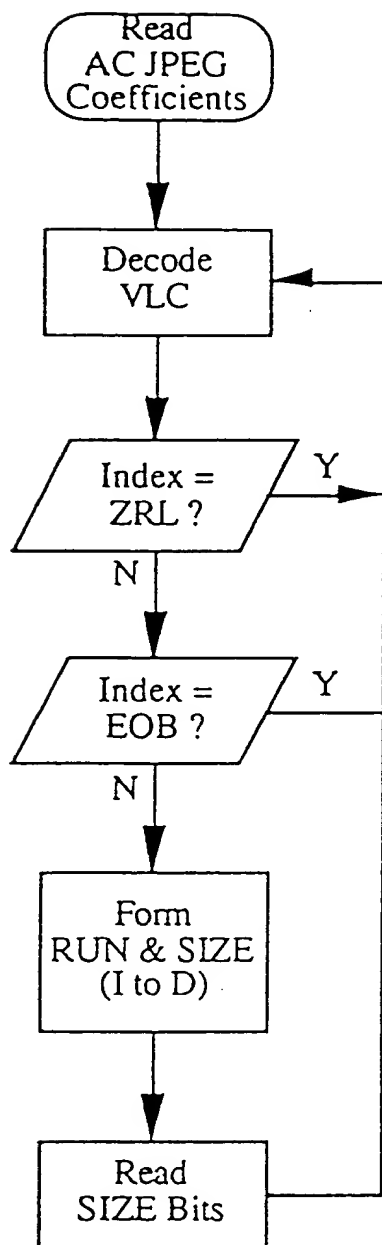 Read
AC JPEG
Coefficients
Decode
VLC
Index =
ZRL ?
Y
N
Index =
EOB ?
Y
N
Form
RUN & SIZE
(I to D)
Read
SIZE Bits